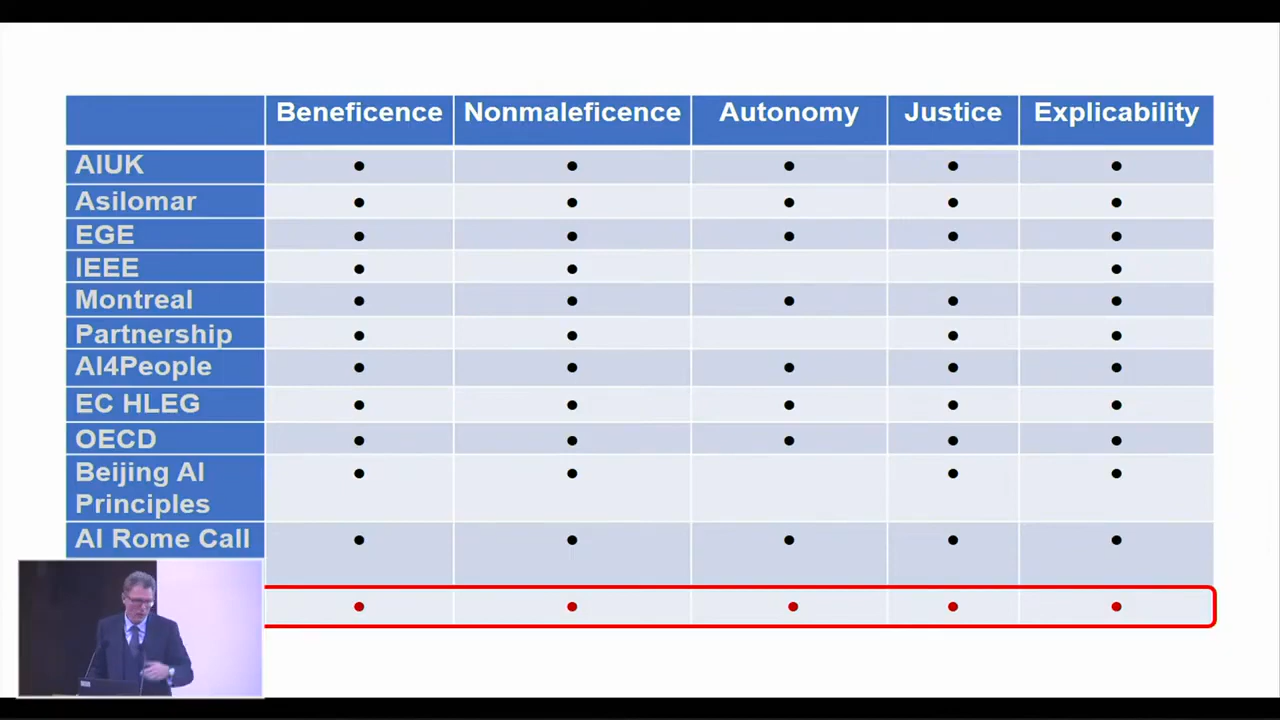 Beneficence Nonmaleficence Autonomy Justice Explicability
AIUK • • • • •
Asilomar • • • • •
EGE • • • • •
IEEE • • •
Montreal • • • • •
Partnership • • • •
AI4People • • • • •
EC HLEG • • • • •
OECD • • • • •
Beijing AI • • • •
Principles
AI Rome Call • • • • •
• • • • •